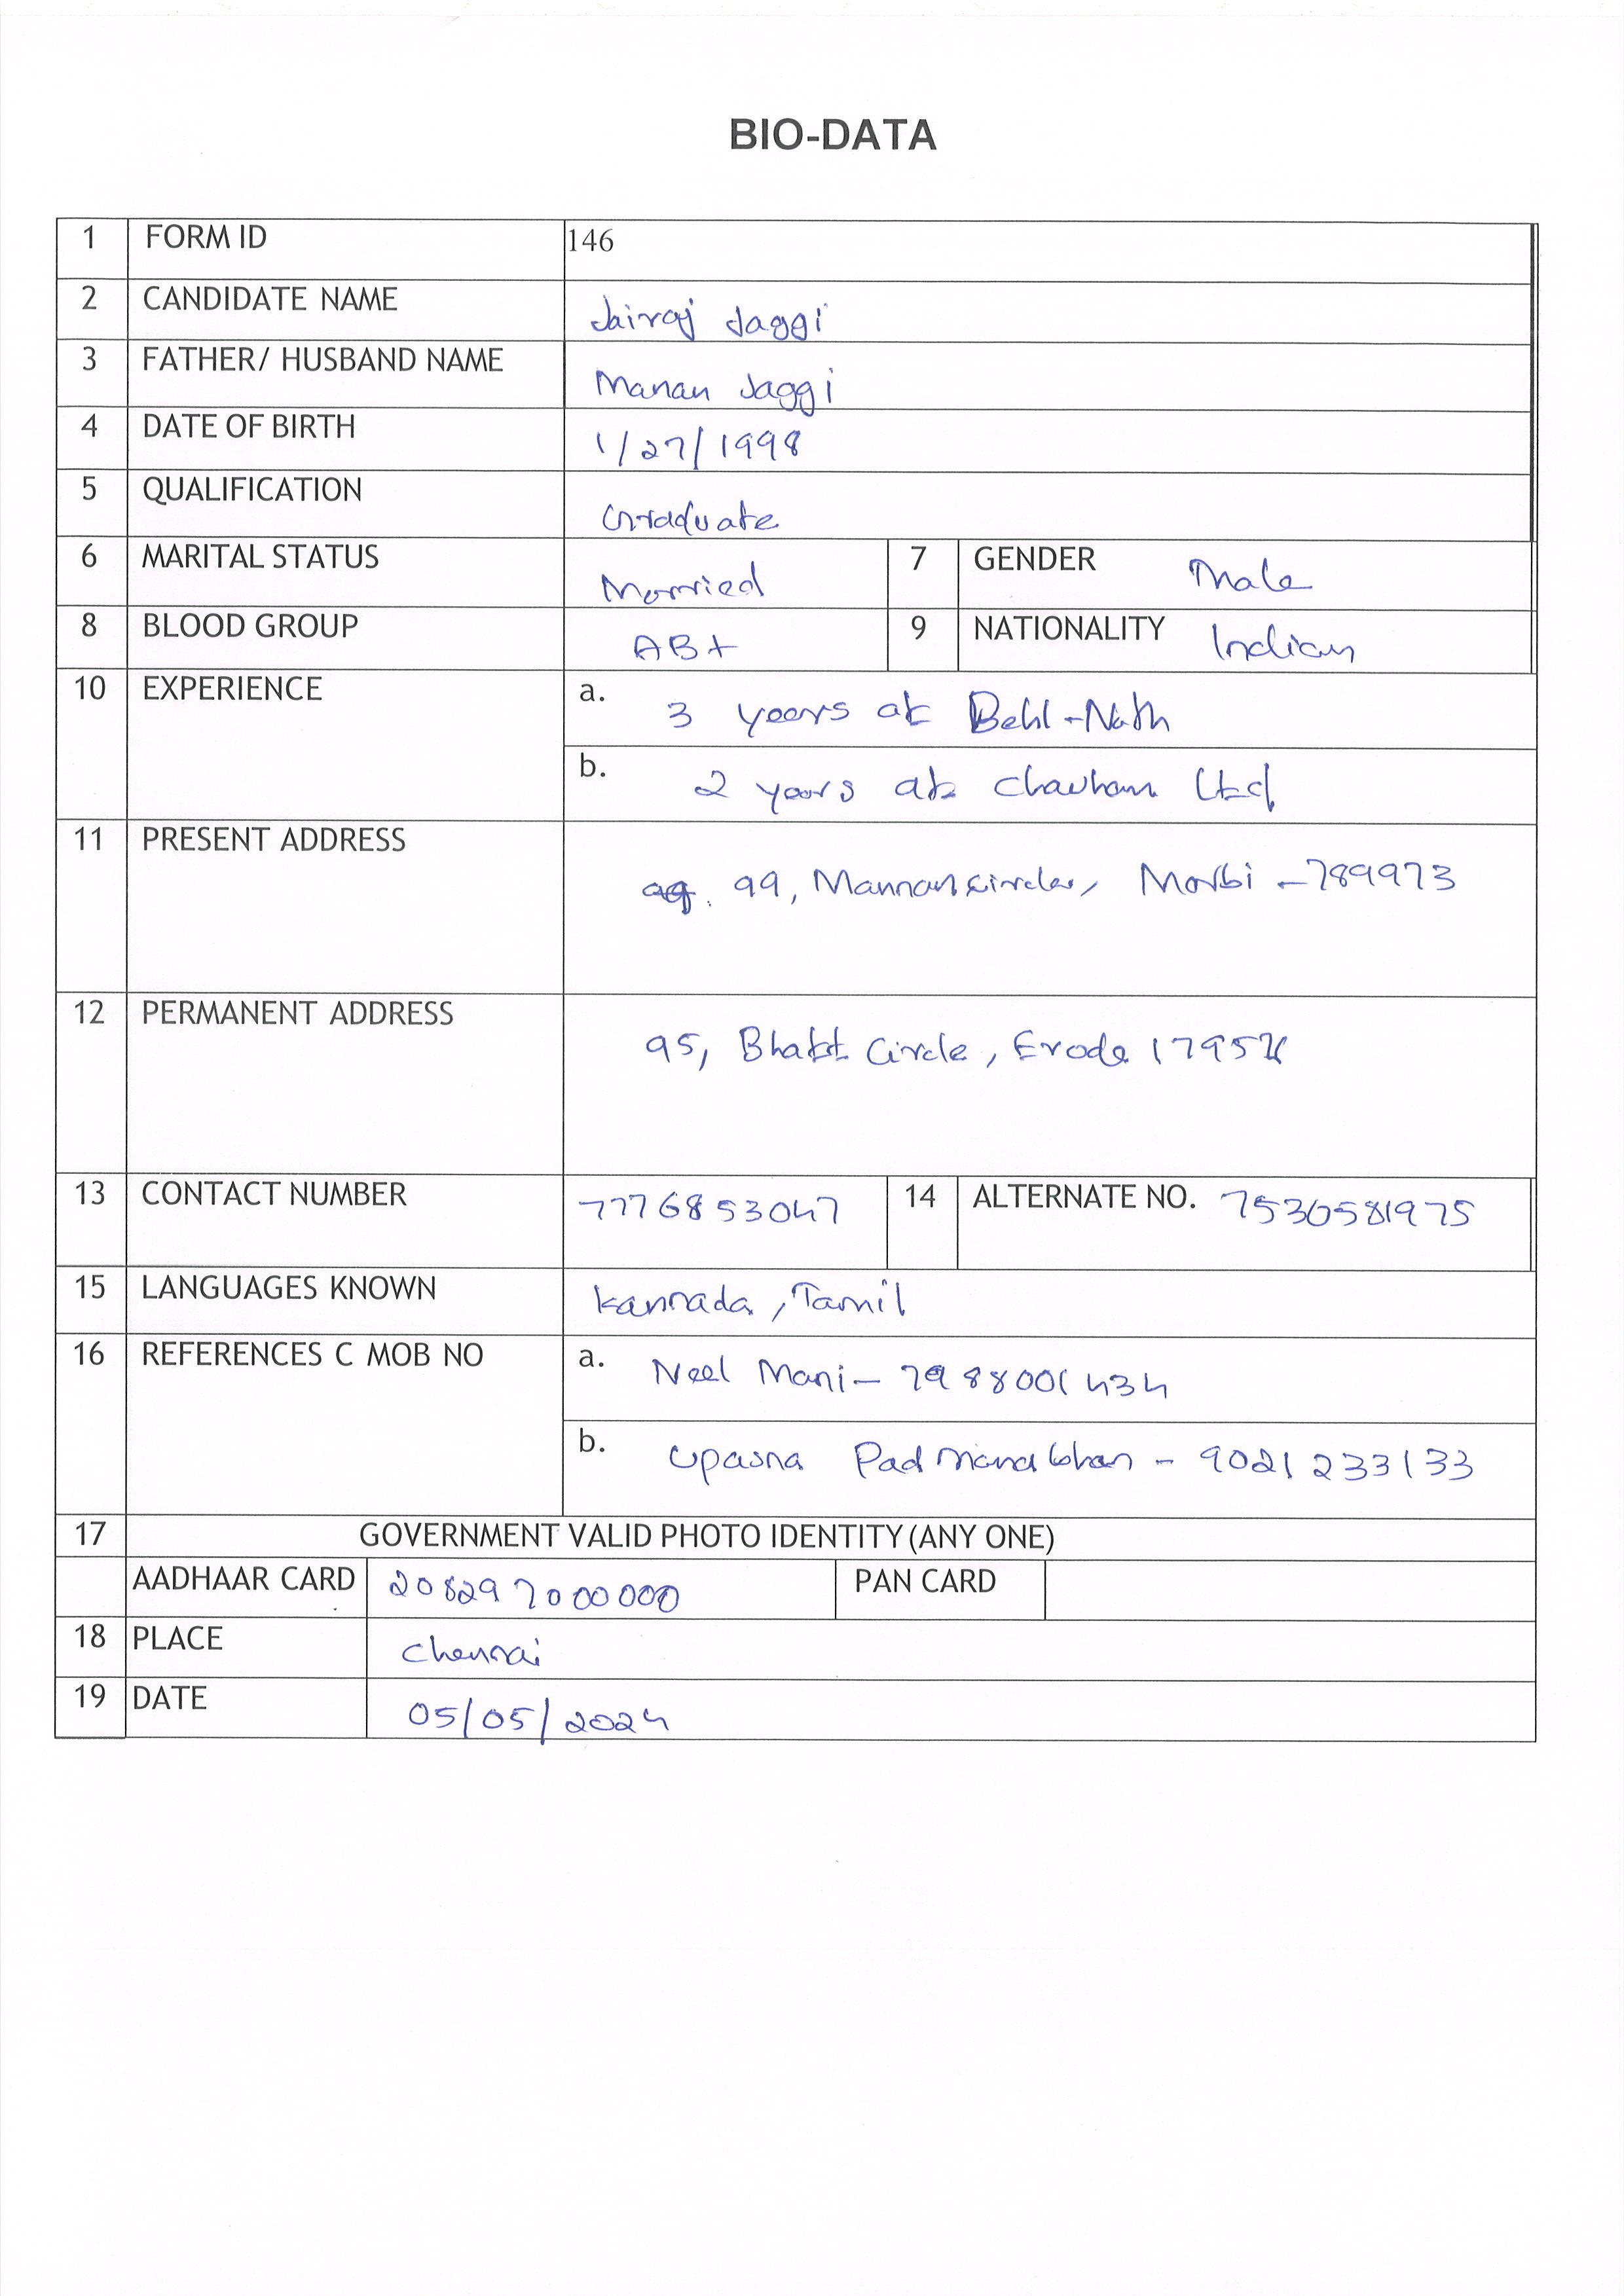 BIO-DATA
1 FORM ID 146
2 CANDIDATE NAME Jairaj Jaggi
3 FATHER/ HUSBAND NAME Manan Jaggi
4 DATE OF BIRTH 1/27/1998
5 QUALIFICATION Graduate
6 MARITAL STATUS Married 7 GENDER Male
8 BLOOD GROUP AB+ 9 NATIONALITY Indian
10 EXPERIENCE a. 3 years at Behl-Nath
b. 2 years at Chauhan Ltd
11 PRESENT ADDRESS 99, Mannan Circle, Morbi - 789973
12 PERMANENT ADDRESS 95, Bhakt Circle, Erode
13 CONTACT NUMBER 7776853047 14 ALTERNATE NO. 7530581975
15 LANGUAGES KNOWN Kannada, Tamil
16 REFERENCES C MOB NO a. Neel Mani - 7988001434
b. Upasna Padmanabhan - 9021233133
17 GOVERNMENT VALID PHOTO IDENTITY (ANY ONE)
AADHAAR CARD 208297000000 PAN CARD
18 PLACE Chennai
19 DATE 05/05/2024